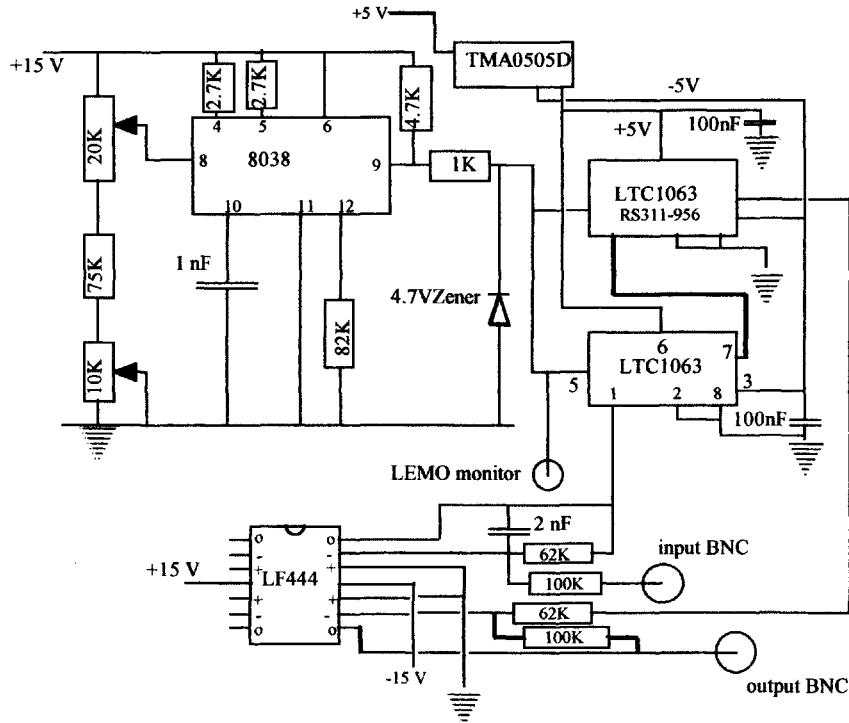 +5 V
TMA0505D
+15 V
2.7K
2.7K
4.7K
-5V
+5V
100nF
20K
4
5
6
8
8038
9
1K
10
11
12
LTC1063
RS311-956
1 nF
75K
4.7VZener
82K
10K
6
7
LTC1063
5
3
1
2
8
100nF
LEMO monitor
2 nF
input BNC
62K
100K
o
-
+
+
-
o
LF444
o
-
+
+
-
o
+15 V
62K
100K
-15 V
output BNC